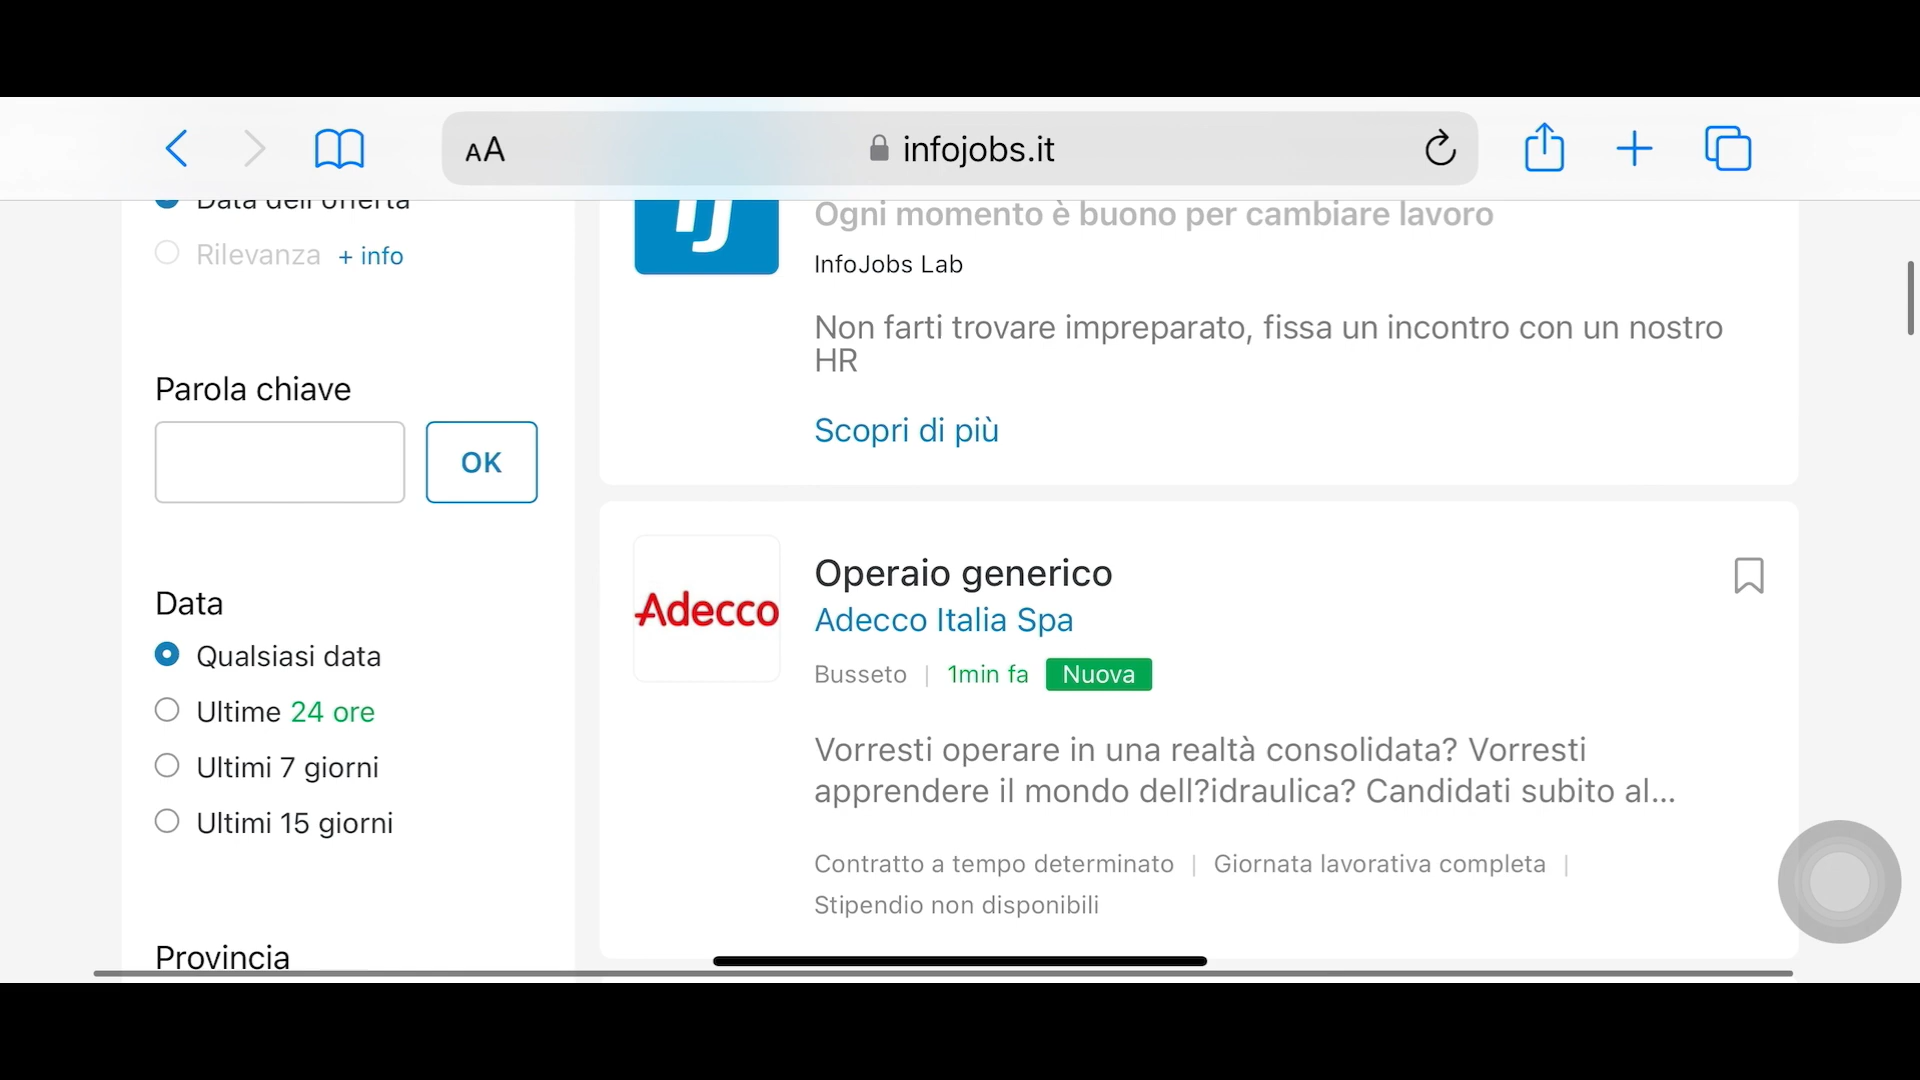 AA
infojobs.it
Data dell'offerta
Rilevanza + info
Parola chiave
OK
Data
Qualsiasi data
Ultime 24 ore
Ultimi 7 giorni
Ultimi 15 giorni
Provincia
IJ
Ogni momento è buono per cambiare lavoro
InfoJobs Lab
Non farti trovare impreparato, fissa un incontro con un nostro
HR
Scopri di più
Adecco
Operaio generico
Adecco Italia Spa
Busseto | 1min fa Nuova
Vorresti operare in una realtà consolidata? Vorresti
apprendere il mondo dell?idraulica? Candidati subito al...
Contratto a tempo determinato | Giornata lavorativa completa |
Stipendio non disponibili